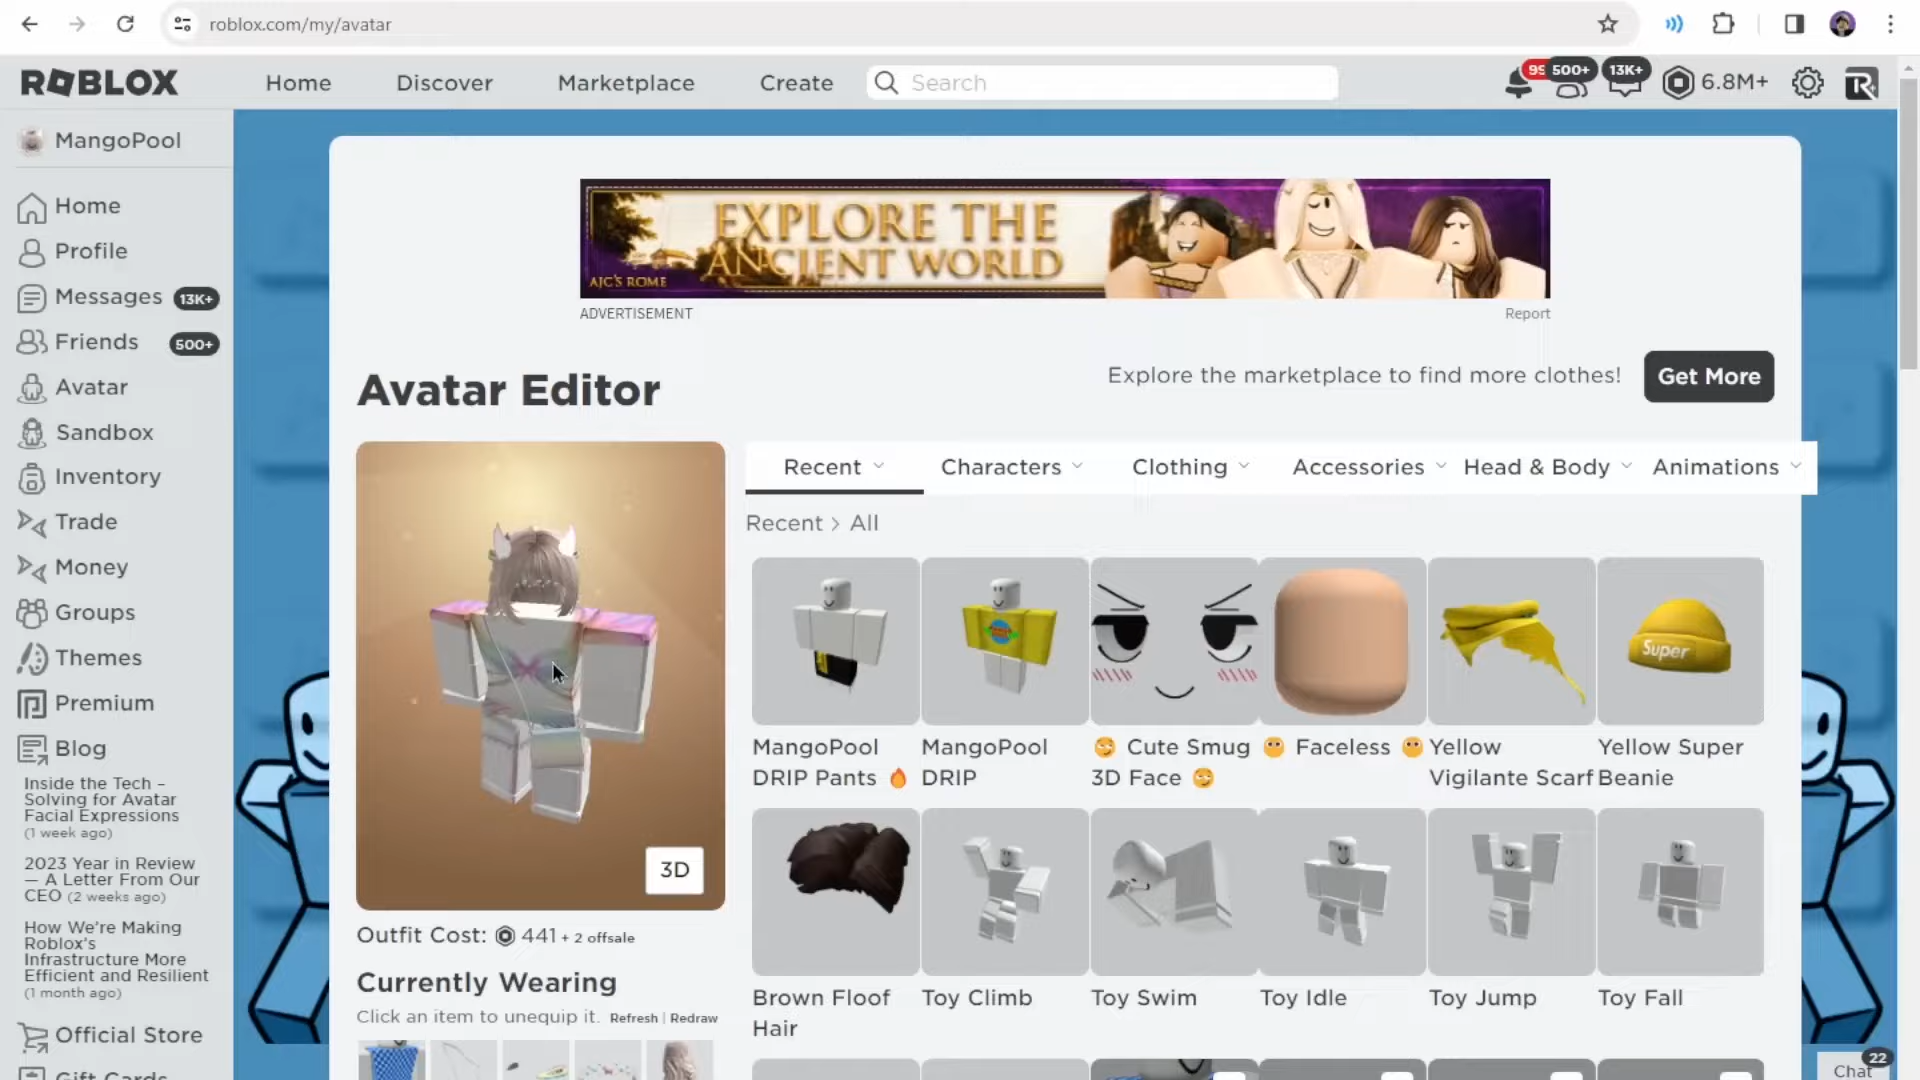 roblox.com/my/avatar
ROBLOX
Home
Discover
Marketplace
Create
Search
500+
13K+
6.8M+
MangoPool
Home
Profile
Messages 13K+
Friends 500+
Avatar
Sandbox
Inventory
Trade
Money
Groups
Themes
Premium
Blog
Inside the Tech –
Solving for Avatar
Facial Expressions
(1 week ago)
2023 Year in Review
— A Letter From Our
CEO (2 weeks ago)
How We're Making
Roblox's
Infrastructure More
Efficient and Resilient
(1 month ago)
Official Store
Gift Cards
EXPLORE THE
ANCIENT WORLD
AJC'S ROME
ADVERTISEMENT
Report
Avatar Editor
Explore the marketplace to find more clothes!
Get More
3D
Outfit Cost: 441 + 2 offsale
Currently Wearing
Click an item to unequip it. Refresh | Redraw
Recent
Characters
Clothing
Accessories
Head & Body
Animations
Recent > All
Super
MangoPool
DRIP Pants 🔥
MangoPool
DRIP
😏 Cute Smug
3D Face 😏
😶 Faceless 😶
Yellow
Vigilante Scarf
Yellow Super
Beanie
Brown Floof
Hair
Toy Climb
Toy Swim
Toy Idle
Toy Jump
Toy Fall
22
Chat